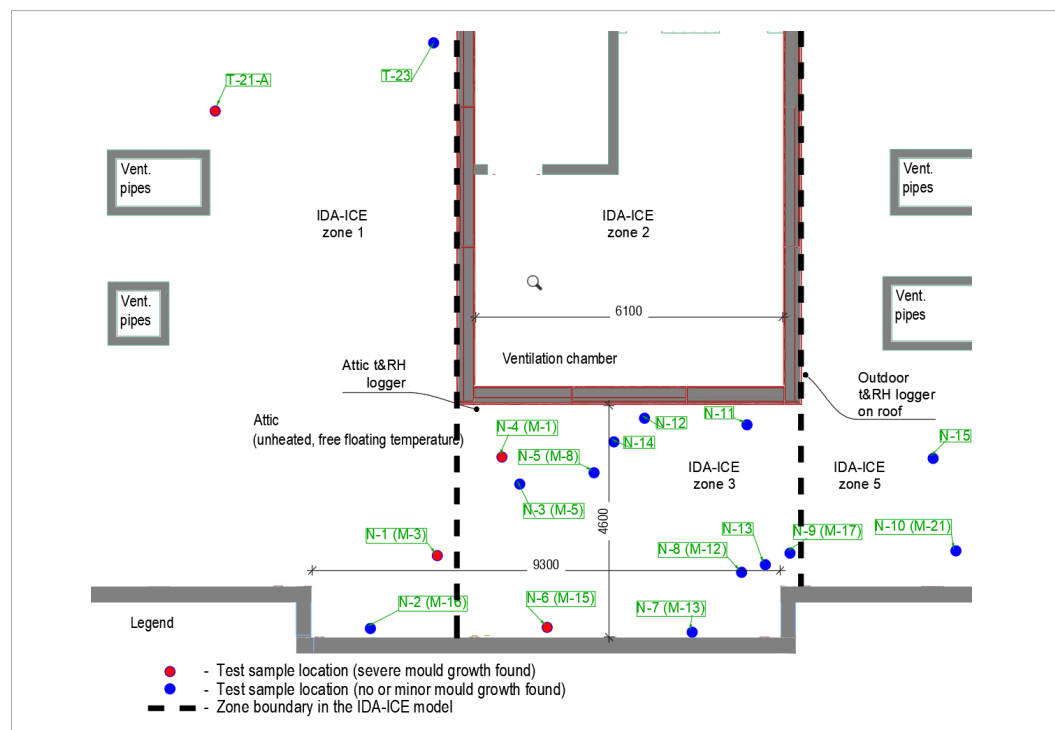 T-23
T-21-A
Vent.
pipes
Vent.
pipes
IDA-ICE
zone 1
IDA-ICE
zone 2
Vent.
pipes
Vent.
pipes
6100
Ventilation chamber
Attic t&RH
logger
Outdoor
t&RH logger
on roof
Attic
(unheated, free floating temperature)
N-4 (M-1)
N-12
N-11
N-14
N-5 (M-8)
N-15
IDA-ICE
zone 3
IDA-ICE
zone 5
N-3 (M-5)
4600
N-1 (M-3)
N-13
N-9 (M-17)
N-10 (M-21)
N-8 (M-12)
9300
N-2 (M-16)
N-6 (M-15)
N-7 (M-13)
Legend
- Test sample location (severe mould growth found)
- Test sample location (no or minor mould growth found)
- Zone boundary in the IDA-ICE model